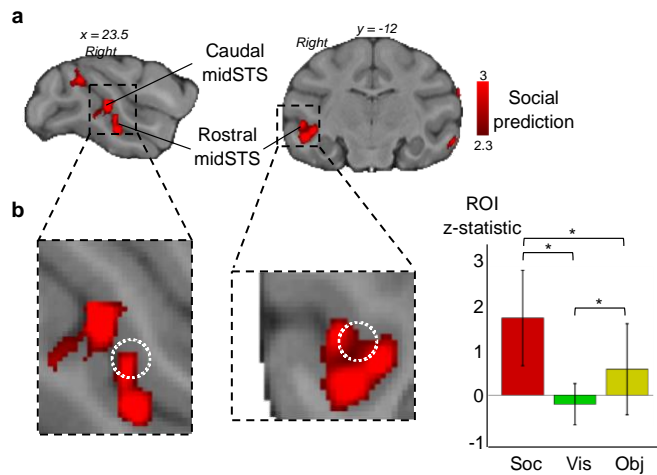 a
x = 23.5
Right
Caudal
midSTS
Rostral
midSTS
Right
y = -12
3
Social
prediction
2.3
b
ROI
z-statistic
3
2
1
0
-1
*
*
*
Soc Vis Obj